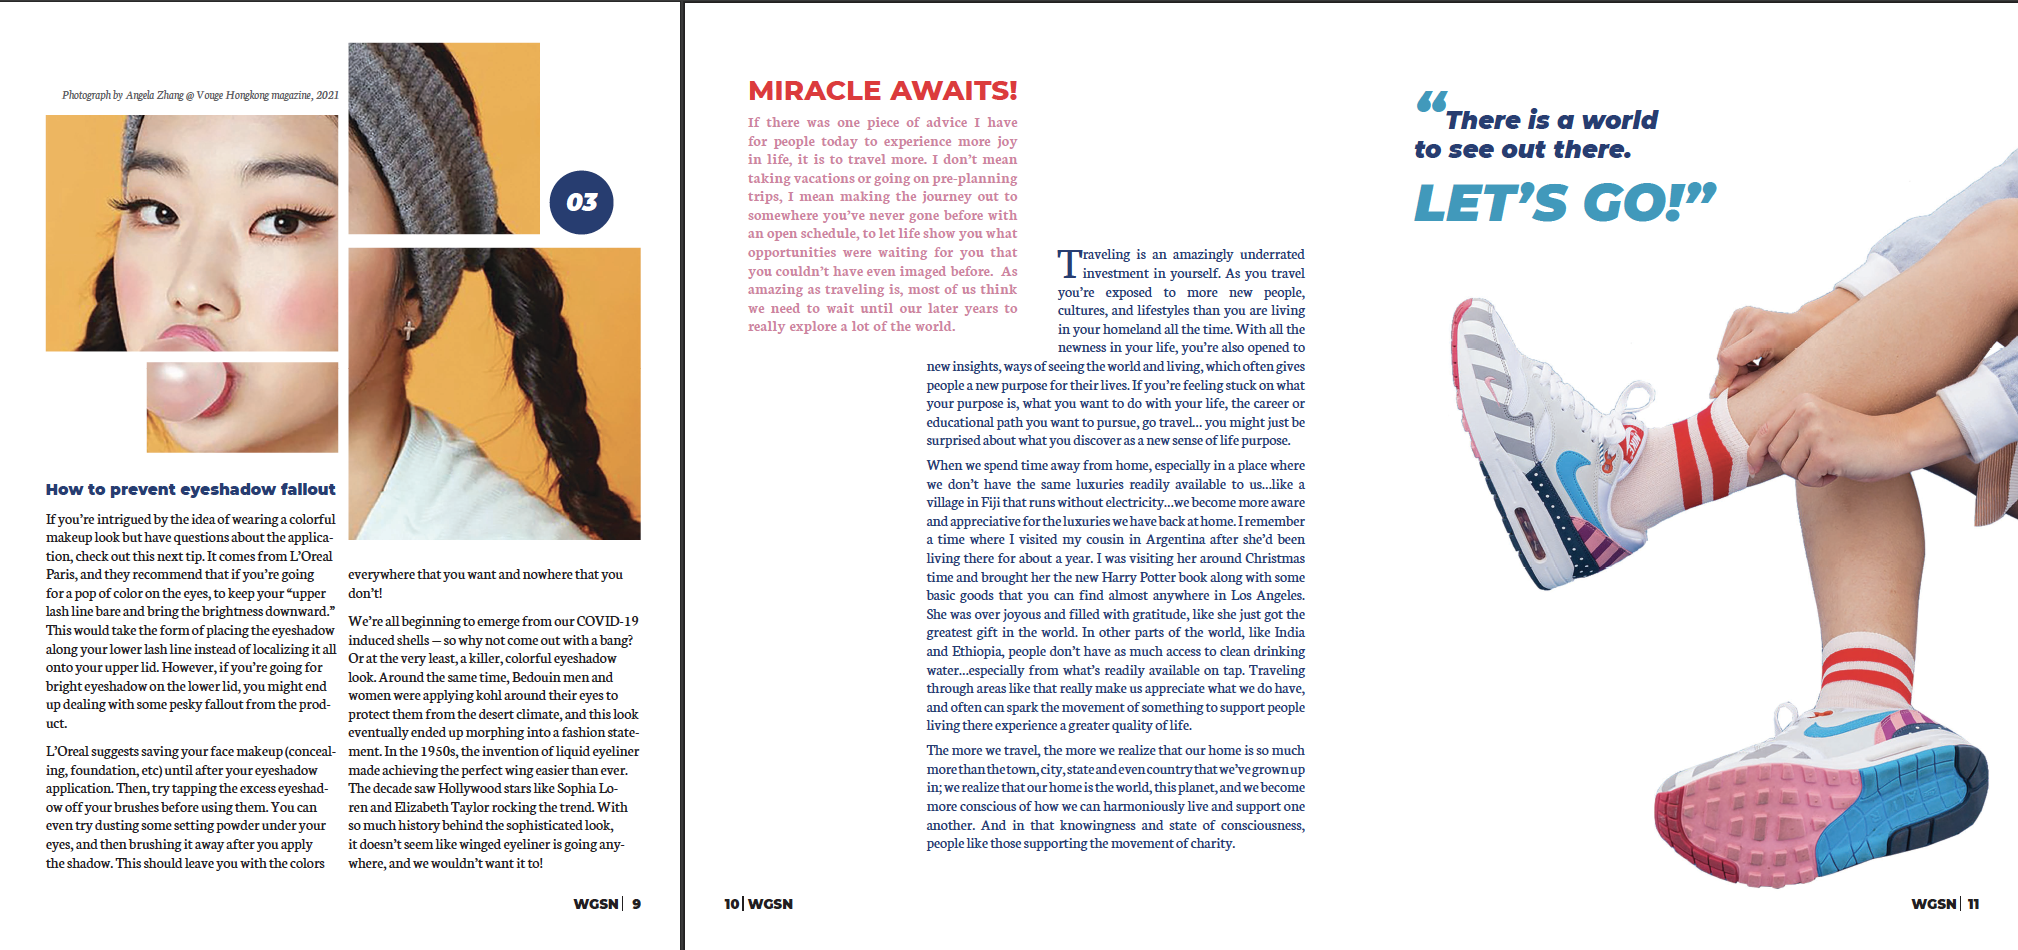 Photograph by Angela Zhang @ Vouge Hongkong magazine, 2021
03
How to prevent eyeshadow fallout
If you're intrigued by the idea of wearing a colorful
makeup look but have questions about the applica-
tion, check out this next tip. It comes from L'Oreal
Paris, and they recommend that if you're going
for a pop of color on the eyes, to keep your “upper
lash line bare and bring the brightness downward.”
This would take the form of placing the eyeshadow
along your lower lash line instead of localizing it all
onto your upper lid. However, if you're going for
bright eyeshadow on the lower lid, you might end
up dealing with some pesky fallout from the prod-
uct.
L'Oreal suggests saving your face makeup (conceal-
ing, foundation, etc) until after your eyeshadow
application. Then, try tapping the excess eyeshad-
ow off your brushes before using them. You can
even try dusting some setting powder under your
eyes, and then brushing it away after you apply
the shadow. This should leave you with the colors
everywhere that you want and nowhere that you
don't!
We're all beginning to emerge from our COVID-19
induced shells — so why not come out with a bang?
Or at the very least, a killer, colorful eyeshadow
look. Around the same time, Bedouin men and
women were applying kohl around their eyes to
protect them from the desert climate, and this look
eventually ended up morphing into a fashion state-
ment. In the 1950s, the invention of liquid eyeliner
made achieving the perfect wing easier than ever.
The decade saw Hollywood stars like Sophia Lo-
ren and Elizabeth Taylor rocking the trend. With
so much history behind the sophisticated look,
it doesn't seem like winged eyeliner is going any-
where, and we wouldn't want it to!
WGSN | 9
MIRACLE AWAITS!
If there was one piece of advice I have
for people today to experience more joy
in life, it is to travel more. I don't mean
taking vacations or going on pre-planning
trips, I mean making the journey out to
somewhere you've never gone before with
an open schedule, to let life show you what
opportunities were waiting for you that
you couldn't have even imaged before. As
amazing as traveling is, most of us think
we need to wait until our later years to
really explore a lot of the world.
Traveling is an amazingly underrated
investment in yourself. As you travel
you're exposed to more new people,
cultures, and lifestyles than you are living
in your homeland all the time. With all the
newness in your life, you're also opened to
new insights, ways of seeing the world and living, which often gives
people a new purpose for their lives. If you're feeling stuck on what
your purpose is, what you want to do with your life, the career or
educational path you want to pursue, go travel... you might just be
surprised about what you discover as a new sense of life purpose.
When we spend time away from home, especially in a place where
we don't have the same luxuries readily available to us...like a
village in Fiji that runs without electricity...we become more aware
and appreciative for the luxuries we have back at home. I remember
a time where I visited my cousin in Argentina after she'd been
living there for about a year. I was visiting her around Christmas
time and brought her the new Harry Potter book along with some
basic goods that you can find almost anywhere in Los Angeles.
She was over joyous and filled with gratitude, like she just got the
greatest gift in the world. In other parts of the world, like India
and Ethiopia, people don't have as much access to clean drinking
water...especially from what's readily available on tap. Traveling
through areas like that really make us appreciate what we do have,
and often can spark the movement of something to support people
living there experience a greater quality of life.
The more we travel, the more we realize that our home is so much
more than the town, city, state and even country that we've grown up
in; we realize that our home is the world, this planet, and we become
more conscious of how we can harmoniously live and support one
another. And in that knowingness and state of consciousness,
people like those supporting the movement of charity.
10 | WGSN
“There is a world
to see out there.
LET'S GO!”
WGSN | 11